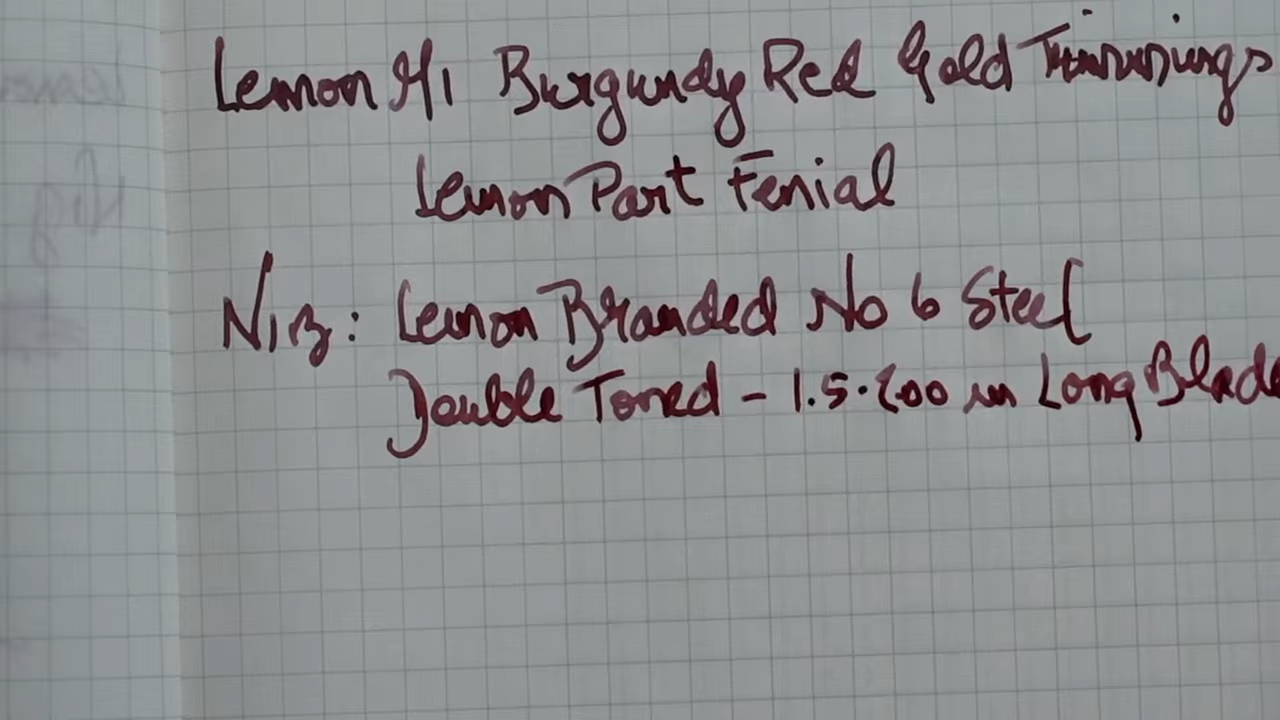 Lemon H1 Burgundy Red Gold Trimmings
Lemon Part Fenial
Nib: Lemon Branded No 6 Steel
Double Toned - 1.5.200 in Long Blade